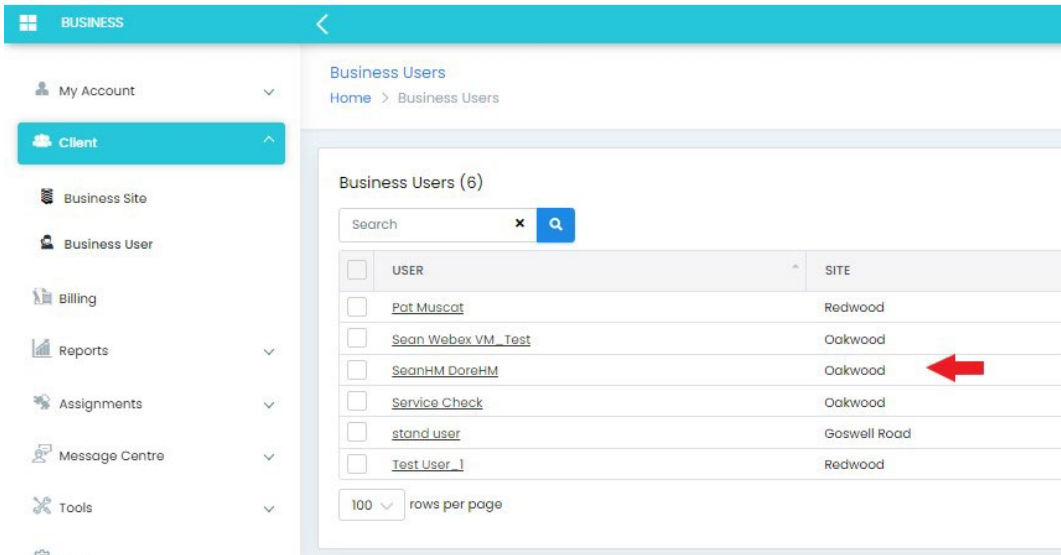 BUSINESS
My Account
Client
Business Site
Business User
Billing
Reports
Assignments
Message Centre
Tools
Business Users
Home > Business Users
Business Users (6)
Search
USER SITE
Pat Muscat Redwood
Sean Webex VM_Test Oakwood
SeanHM DoreHM Oakwood
Service Check Oakwood
stand user Goswell Road
Test User_1 Redwood
100 rows per page